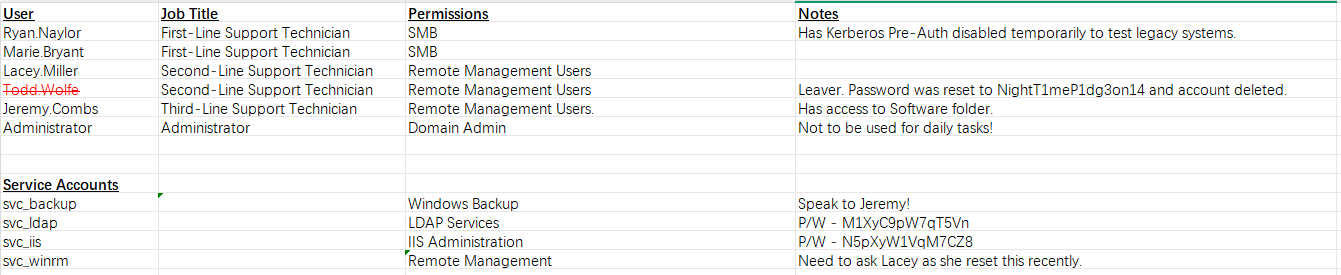 User Job Title Permissions Notes
Ryan.Naylor First-Line Support Technician SMB Has Kerberos Pre-Auth disabled temporarily to test legacy systems.
Marie.Bryant First-Line Support Technician SMB
Lacey.Miller Second-Line Support Technician Remote Management Users
Todd.Wolfe Second-Line Support Technician Remote Management Users Leaver. Password was reset to NightT1meP1dg3on14 and account deleted.
Jeremy.Combs Third-Line Support Technician Remote Management Users. Has access to Software folder.
Administrator Administrator Domain Admin Not to be used for daily tasks!
Service Accounts
svc_backup Windows Backup Speak to Jeremy!
svc_ldap LDAP Services P/W - M1XyC9pW7qT5Vn
svc_iis IIS Administration P/W - N5pXyW1VqM7CZ8
svc_winrm Remote Management Need to ask Lacey as she reset this recently.